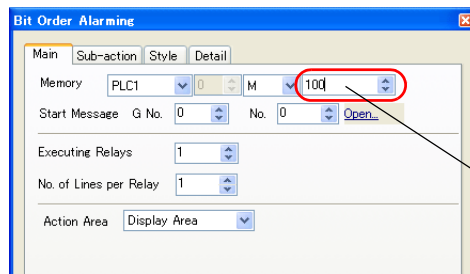 Bit Order Alarming
Main Sub-action Style Detail
Memory PLC1 0 M 100
Start Message G No. 0 No. 0 Open...
Executing Relays 1
No. of Lines per Relay 1
Action Area Display Area